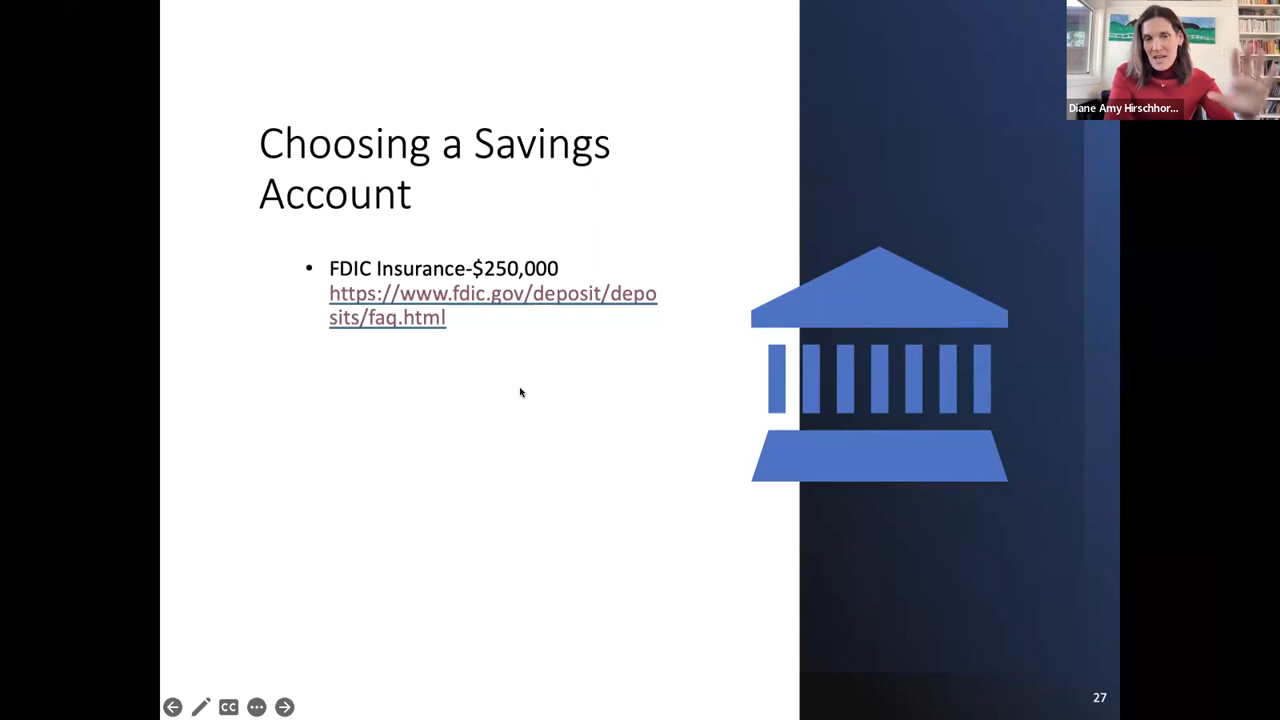 Diane Amy Hirschhor...
Choosing a Savings
Account
• FDIC Insurance-$250,000
https://www.fdic.gov/deposit/depo
sits/faq.html
CC
27